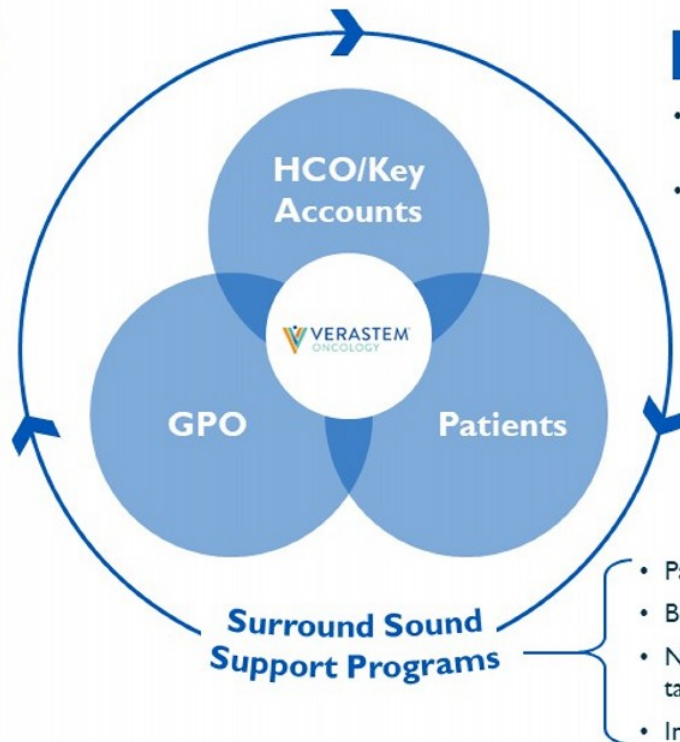 HCO/Key
Accounts
VERASTEM
ONCOLOGY
GPO
Patients
Surround Sound
Support Programs